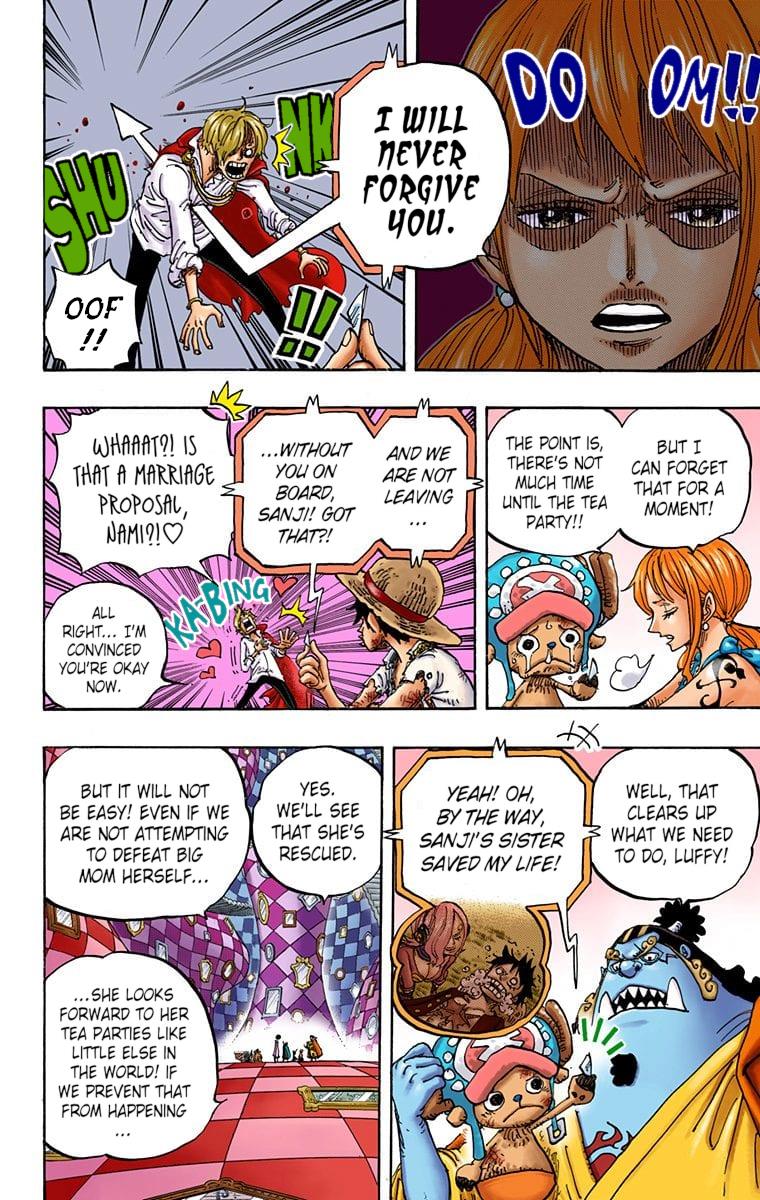 DO OM!!
I WILL
NEVER
FORGIVE
YOU.
SHU NK
!!
OOF
!!
BUT I
CAN FORGET
THAT FOR A
MOMENT!
THE POINT IS,
THERE'S NOT
MUCH TIME
UNTIL THE TEA
PARTY!!
AND WE
ARE NOT
LEAVING
...
...WITHOUT
YOU ON
BOARD,
SANJI! GOT
THAT?!
WHAAAT?! IS
THAT A MARRIAGE
PROPOSAL,
NAMI?!♡
KA-BING
ALL
RIGHT... I'M
CONVINCED
YOU'RE OKAY
NOW.
WELL, THAT
CLEARS UP
WHAT WE NEED
TO DO, LUFFY!
YEAH! OH,
BY THE WAY,
SANJI'S SISTER
SAVED MY LIFE!
YES.
WE'LL SEE
THAT SHE'S
RESCUED.
BUT IT WILL NOT
BE EASY! EVEN IF WE
ARE NOT ATTEMPTING
TO DEFEAT BIG
MOM HERSELF...
...SHE LOOKS
FORWARD TO HER
TEA PARTIES LIKE
LITTLE ELSE IN
THE WORLD! IF
WE PREVENT THAT
FROM HAPPENING
...